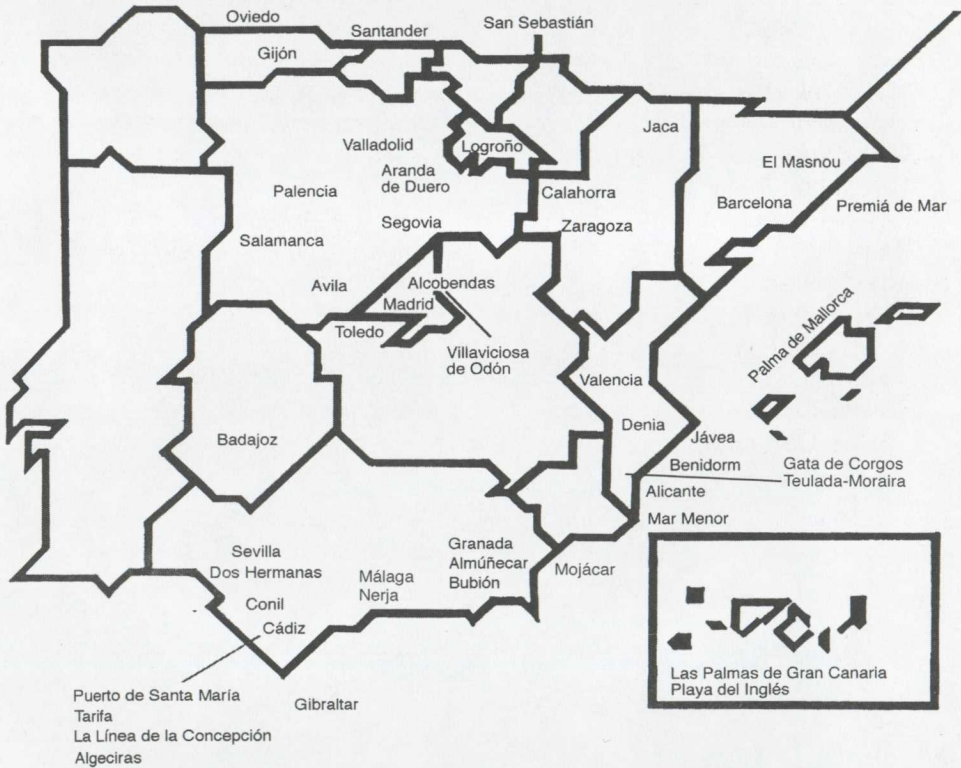 Oviedo
Gijón
Santander
San Sebastián
Jaca
El Masnou
Barcelona
Premiá de Mar
Valladolid
Logroño
Palencia
Aranda
de Duero
Calahorra
Segovia
Zaragoza
Salamanca
Avila
Alcobendas
Madrid
Toledo
Villaviciosa
de Odón
Palma de Mallorca
Valencia
Badajoz
Denia
Jávea
Benidorm
Gata de Corgos
Teulada-Moraira
Alicante
Mar Menor
Sevilla
Dos Hermanas
Granada
Almúñecar
Bubión
Mojácar
Málaga
Nerja
Conil
Cádiz
Puerto de Santa María
Tarifa
La Línea de la Concepción
Algeciras
Gibraltar
Las Palmas de Gran Canaria
Playa del Inglés